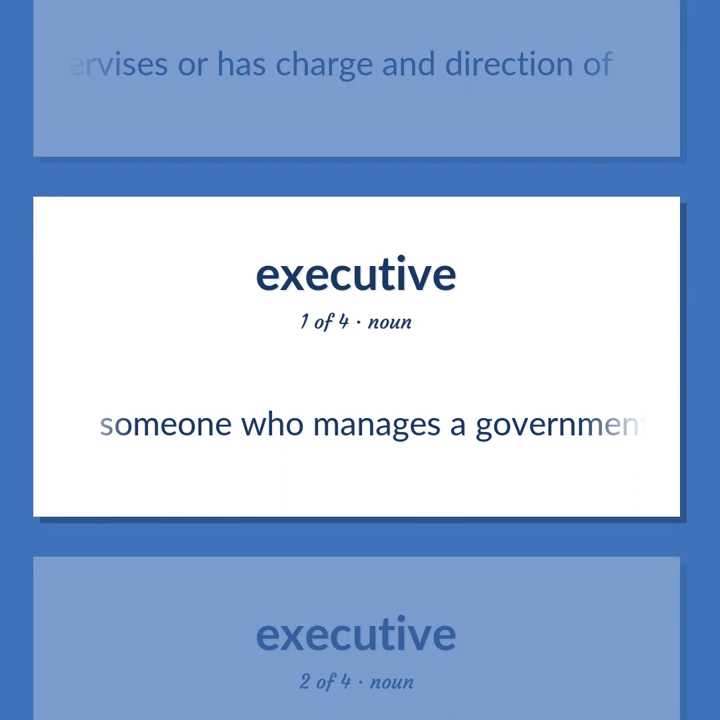 ervises or has charge and direction of
executive
1 of 4 · noun
someone who manages a government
executive
2 of 4 · noun